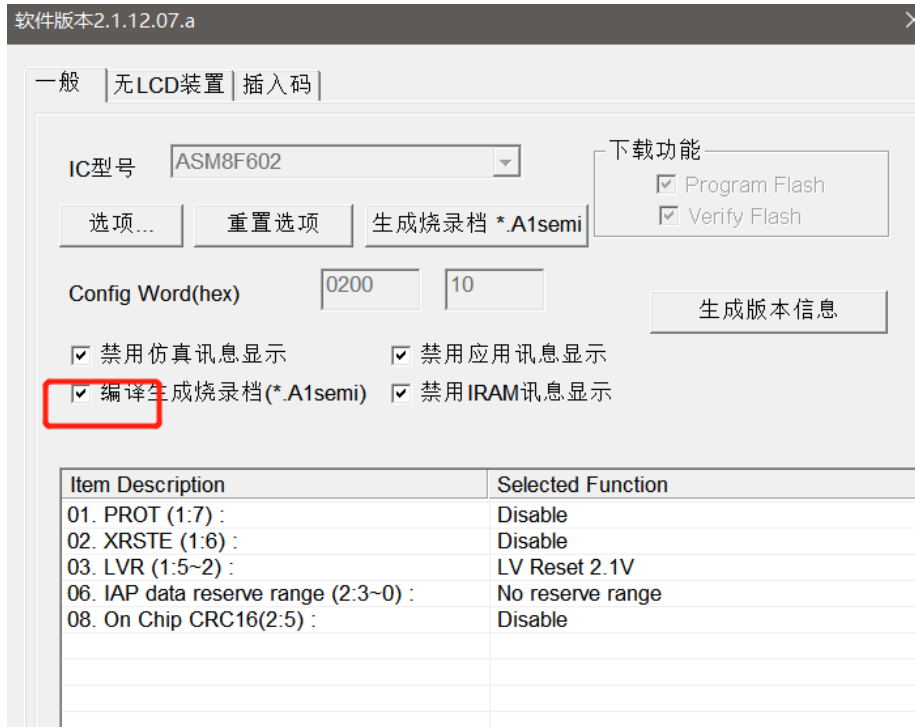 软件版本2.1.12.07.a
一般 无LCD装置 插入码
IC型号 ASM8F602
下载功能
Program Flash
Verify Flash
选项... 重置选项 生成烧录档 *.A1semi
Config Word(hex) 0200 10
生成版本信息
禁用仿真讯息显示 禁用应用讯息显示
编译生成烧录档(*.A1semi) 禁用IRAM讯息显示
Item Description Selected Function
01. PROT (1:7) : Disable
02. XRSTE (1:6) : Disable
03. LVR (1:5~2) : LV Reset 2.1V
06. IAP data reserve range (2:3~0) : No reserve range
08. On Chip CRC16(2:5) : Disable